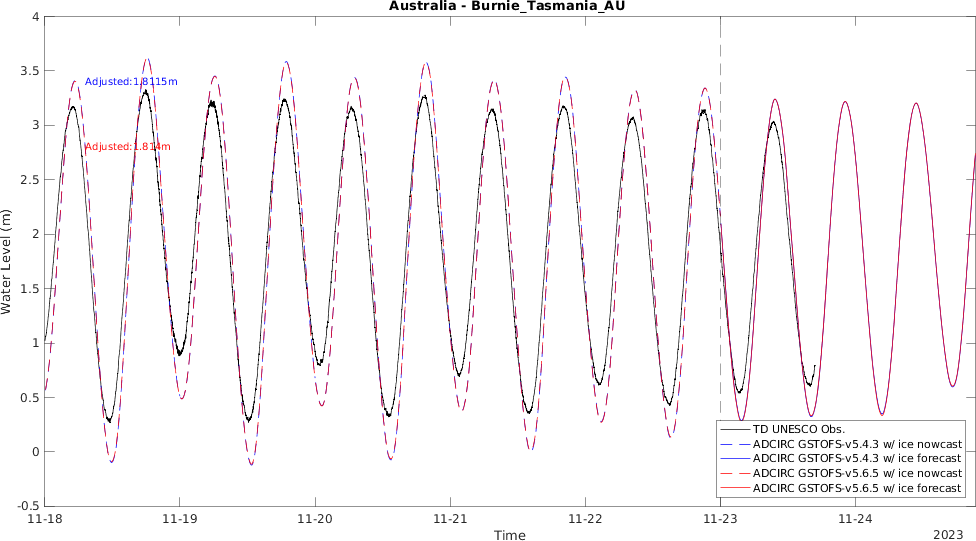 Australia - Burnie_Tasmania_AU
Water Level (m)
4
3.5
3
2.5
2
1.5
1
0.5
0
-0.5
Adjusted:1.8115m
Adjusted:1.814m
TD UNESCO Obs.
ADCIRC GSTOFS-v5.4.3 w/ ice nowcast
ADCIRC GSTOFS-v5.4.3 w/ ice forecast
ADCIRC GSTOFS-v5.6.5 w/ ice nowcast
ADCIRC GSTOFS-v5.6.5 w/ ice forecast
11-18 11-19 11-20 11-21 11-22 11-23 11-24
Time
2023